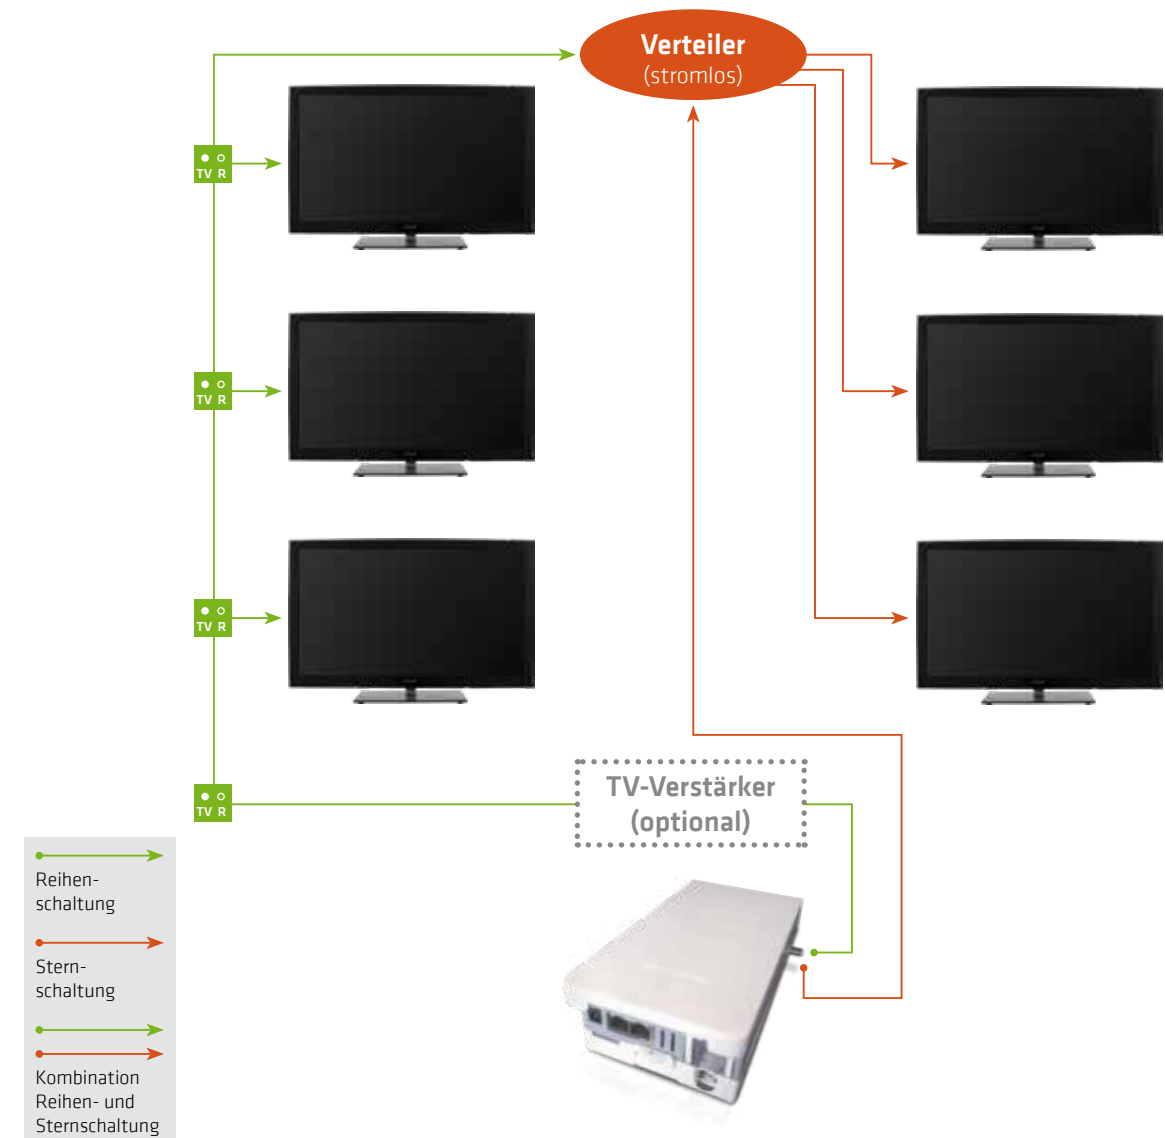 Verteiler
(stromlos)
TV R
TV R
TV R
TV-Verstärker
(optional)
TV R
Reihen-
schaltung
Stern-
schaltung
Kombination
Reihen- und
Sternschaltung